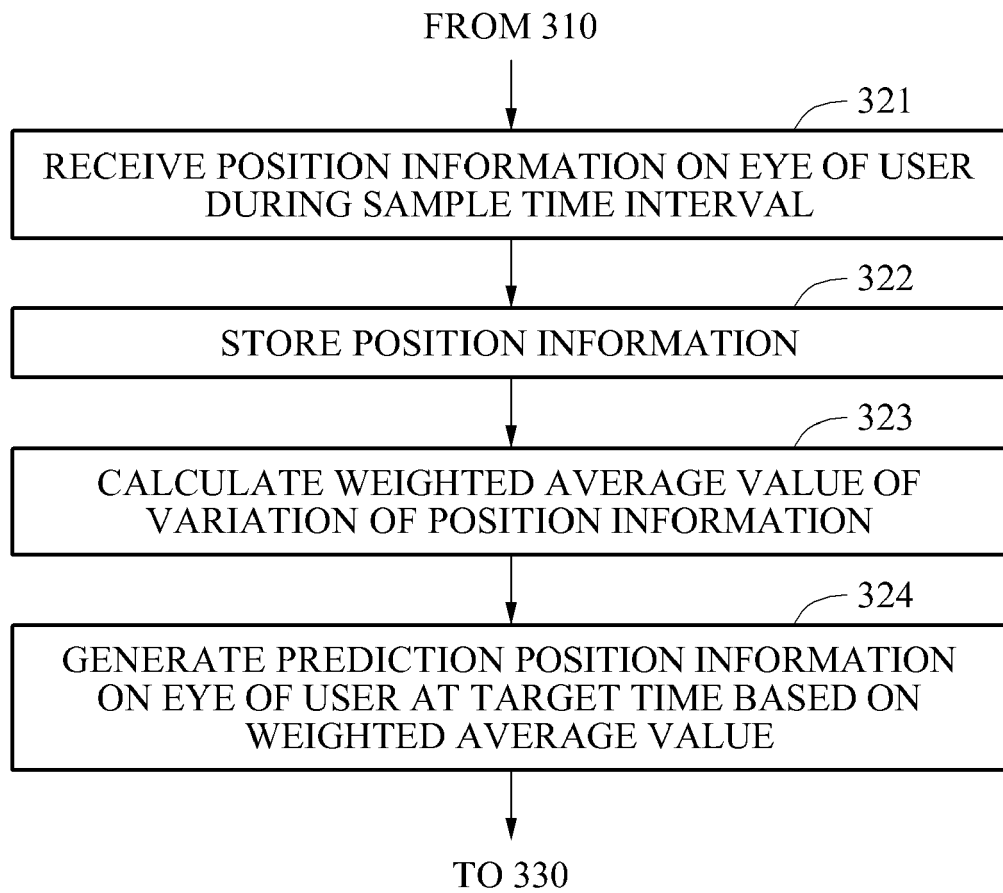 FROM 310
321
RECEIVE POSITION INFORMATION ON EYE OF USER
DURING SAMPLE TIME INTERVAL
322
STORE POSITION INFORMATION
323
CALCULATE WEIGHTED AVERAGE VALUE OF
VARIATION OF POSITION INFORMATION
324
GENERATE PREDICTION POSITION INFORMATION
ON EYE OF USER AT TARGET TIME BASED ON
WEIGHTED AVERAGE VALUE
TO 330